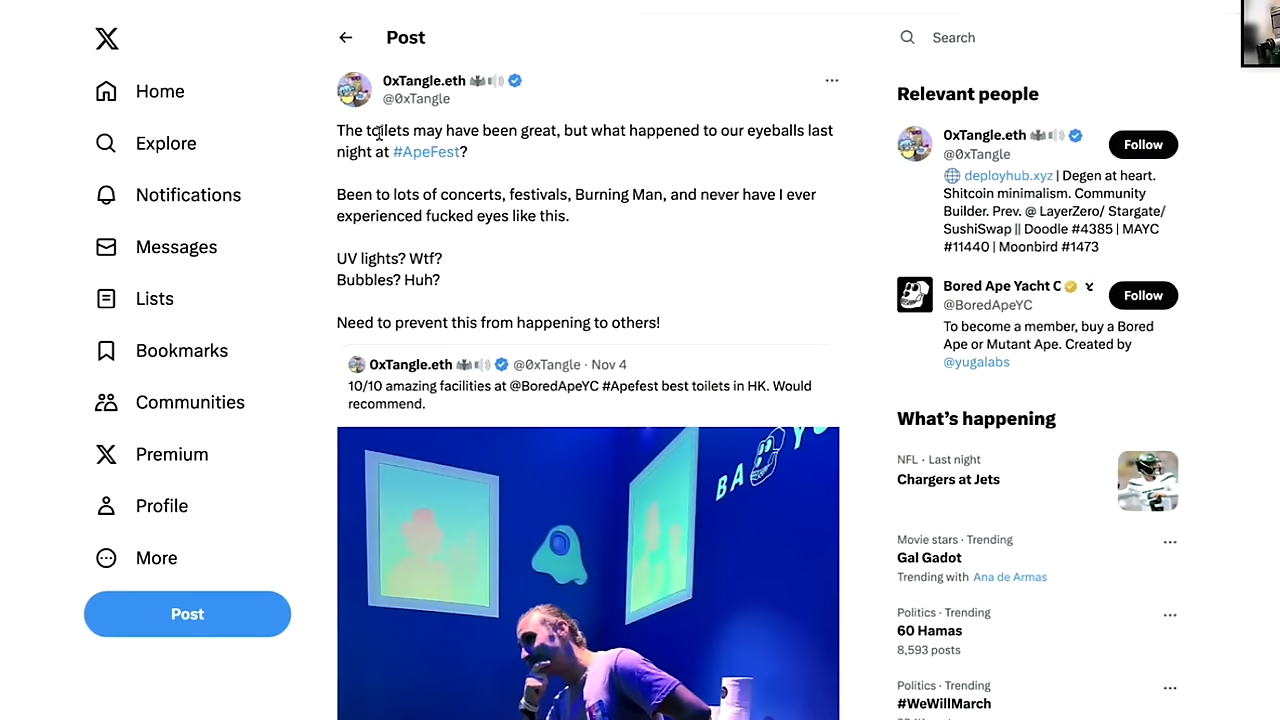 Home
Explore
Notifications
Messages
Lists
Bookmarks
Communities
Premium
Profile
More
Post
Post
0xTangle.eth
@0xTangle
The toilets may have been great, but what happened to our eyeballs last
night at #ApeFest?
Been to lots of concerts, festivals, Burning Man, and never have I ever
experienced fucked eyes like this.
UV lights? Wtf?
Bubbles? Huh?
Need to prevent this from happening to others!
0xTangle.eth @0xTangle · Nov 4
10/10 amazing facilities at @BoredApeYC #Apefest best toilets in HK. Would
recommend.
BA YC
Search
Relevant people
0xTangle.eth
@0xTangle
Follow
deployhub.xyz | Degen at heart.
Shitcoin minimalism. Community
Builder. Prev. @ LayerZero/ Stargate/
SushiSwap || Doodle #4385 | MAYC
#11440 | Moonbird #1473
Bored Ape Yacht C
@BoredApeYC
Follow
To become a member, buy a Bored
Ape or Mutant Ape. Created by
@yugalabs
What's happening
NFL · Last night
Chargers at Jets
Movie stars · Trending
Gal Gadot
Trending with Ana de Armas
Politics · Trending
60 Hamas
8,593 posts
Politics · Trending
#WeWillMarch